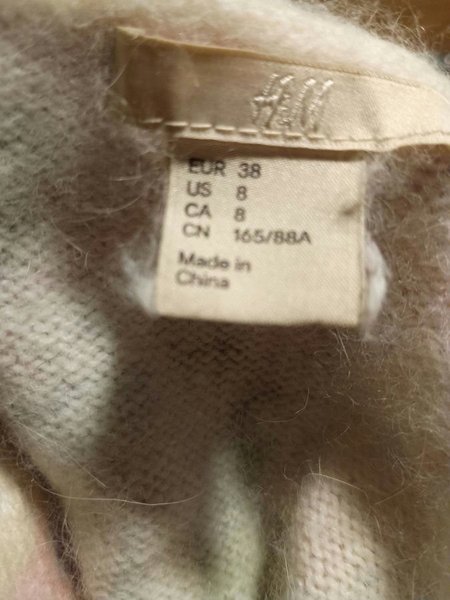 H&M
EUR 38
US 8
CA 8
CN 165/88A
Made in
China